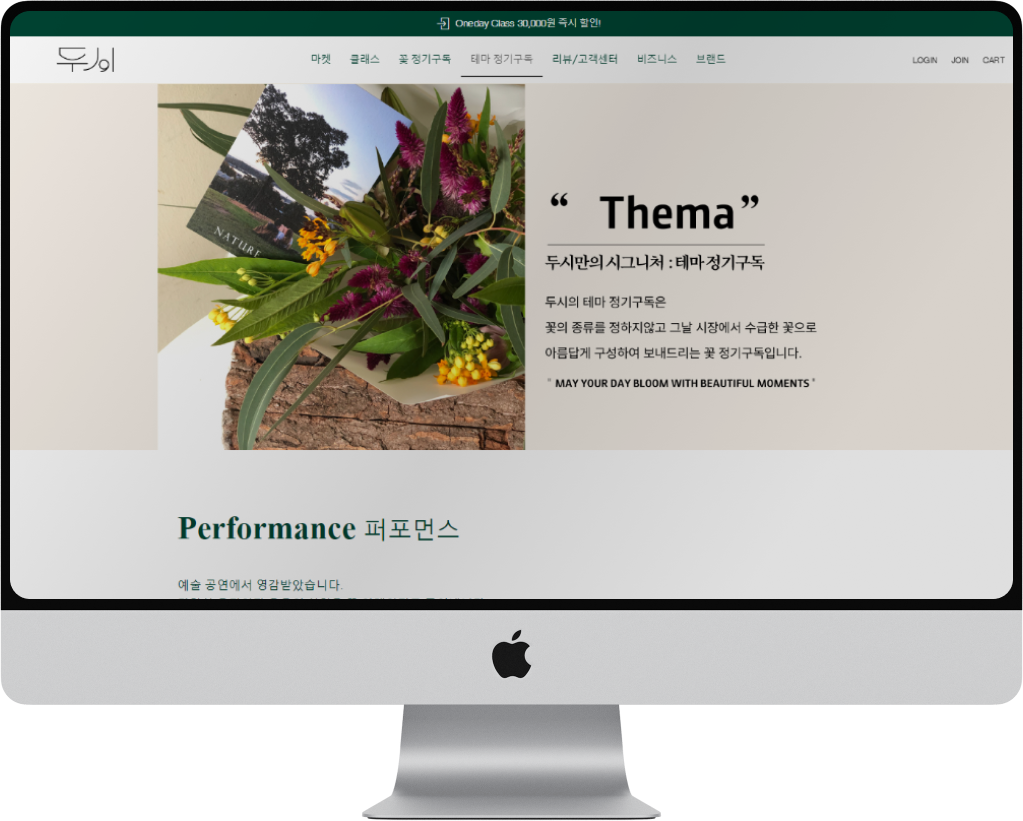 Oneday Class 30,000원 즉시 할인!
두시
마켓 클래스 꽃 정기구독 테마 정기구독 리뷰/고객센터 비즈니스 브랜드
LOGIN JOIN CART
NATURE
“ Thema ”
두시만의 시그니처 : 테마 정기구독
두시의 테마 정기구독은
꽃의 종류를 정하지않고 그날 시장에서 수급한 꽃으로
아름답게 구성하여 보내드리는 꽃 정기구독입니다.
" MAY YOUR DAY BLOOM WITH BEAUTIFUL MOMENTS "
Performance 퍼포먼스
예술 공연에서 영감받았습니다.